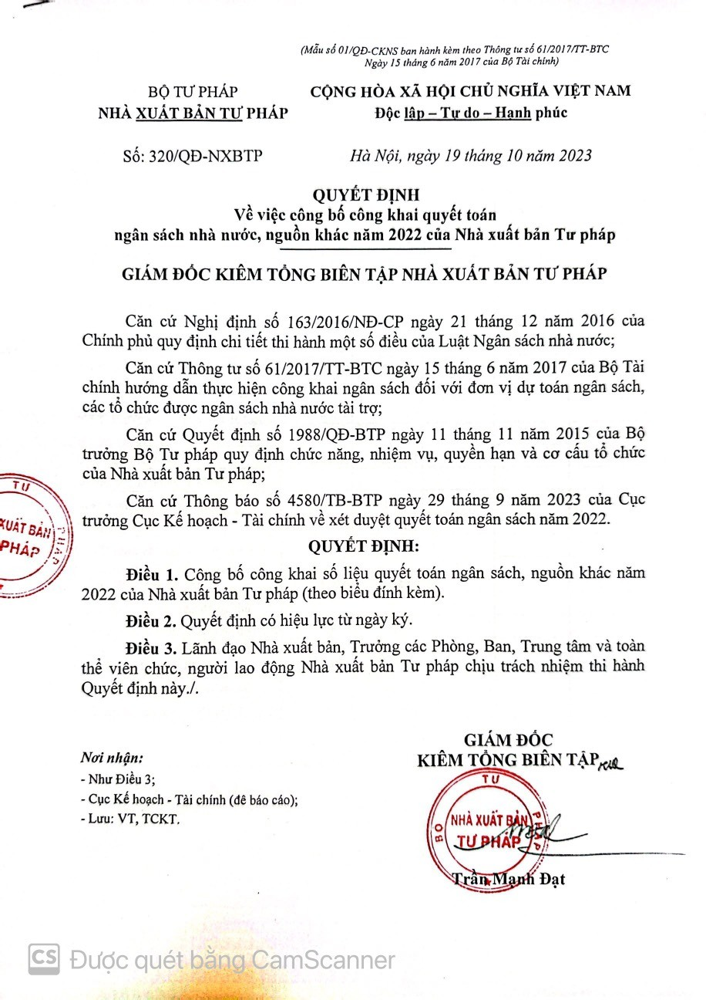 (Mẫu số 01/QĐ-CKNS ban hành kèm theo Thông tư số 61/2017/TT-BTC
Ngày 15 tháng 6 năm 2017 của Bộ Tài chính)
BỘ TƯ PHÁP
NHÀ XUẤT BẢN TƯ PHÁP
CỘNG HÒA XÃ HỘI CHỦ NGHĨA VIỆT NAM
Độc lập – Tự do – Hạnh phúc
Số: 320/QĐ-NXBTP
Hà Nội, ngày 19 tháng 10 năm 2023
QUYẾT ĐỊNH
Về việc công bố công khai quyết toán
ngân sách nhà nước, nguồn khác năm 2022 của Nhà xuất bản Tư pháp
GIÁM ĐỐC KIÊM TỔNG BIÊN TẬP NHÀ XUẤT BẢN TƯ PHÁP
Căn cứ Nghị định số 163/2016/NĐ-CP ngày 21 tháng 12 năm 2016 của
Chính phủ quy định chi tiết thi hành một số điều của Luật Ngân sách nhà nước;
Căn cứ Thông tư số 61/2017/TT-BTC ngày 15 tháng 6 năm 2017 của Bộ Tài
chính hướng dẫn thực hiện công khai ngân sách đối với đơn vị dự toán ngân sách,
các tổ chức được ngân sách nhà nước tài trợ;
Căn cứ Quyết định số 1988/QĐ-BTP ngày 11 tháng 11 năm 2015 của Bộ
trưởng Bộ Tư pháp quy định chức năng, nhiệm vụ, quyền hạn và cơ cấu tổ chức
của Nhà xuất bản Tư pháp;
Căn cứ Thông báo số 4580/TB-BTP ngày 29 tháng 9 năm 2023 của Cục
trưởng Cục Kế hoạch - Tài chính về xét duyệt quyết toán ngân sách năm 2022.
TƯ PHÁP
XUẤT BẢN
PHÁP
QUYẾT ĐỊNH:
Điều 1. Công bố công khai số liệu quyết toán ngân sách, nguồn khác năm
2022 của Nhà xuất bản Tư pháp (theo biểu đính kèm).
Điều 2. Quyết định có hiệu lực từ ngày ký.
Điều 3. Lãnh đạo Nhà xuất bản, Trưởng các Phòng, Ban, Trung tâm và toàn
thể viên chức, người lao động Nhà xuất bản Tư pháp chịu trách nhiệm thi hành
Quyết định này./.
Nơi nhận:
- Như Điều 3;
- Cục Kế hoạch - Tài chính (đê báo cáo);
- Lưu: VT, TCKT.
GIÁM ĐỐC
KIÊM TỔNG BIÊN TẬP
BỘ TƯ PHÁP
NHÀ XUẤT BẢN
TƯ PHÁP
Trần Mạnh Đạt
CS Được quét bằng CamScanner